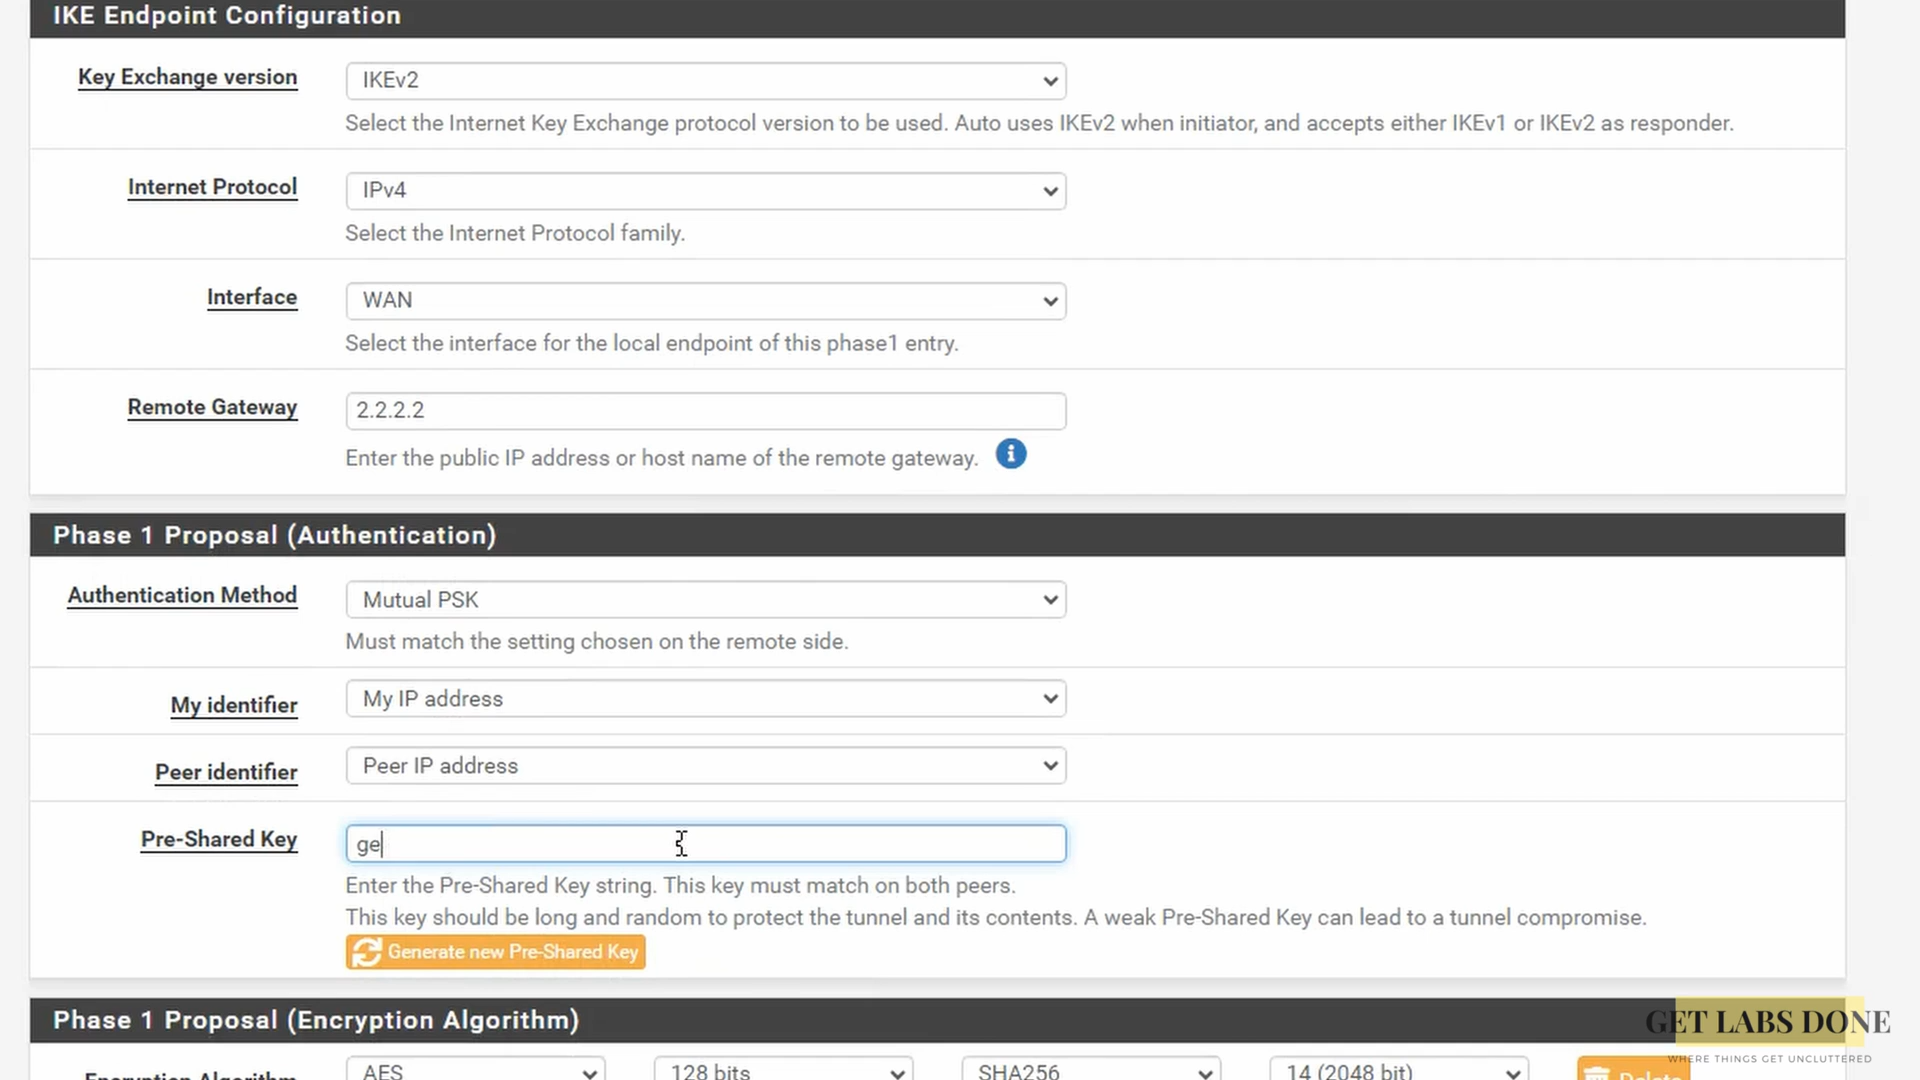 IKE Endpoint Configuration
Key Exchange version
IKEv2
Select the Internet Key Exchange protocol version to be used. Auto uses IKEv2 when initiator, and accepts either IKEv1 or IKEv2 as responder.
Internet Protocol
IPv4
Select the Internet Protocol family.
Interface
WAN
Select the interface for the local endpoint of this phase1 entry.
Remote Gateway
2.2.2.2
Enter the public IP address or host name of the remote gateway.
Phase 1 Proposal (Authentication)
Authentication Method
Mutual PSK
Must match the setting chosen on the remote side.
My identifier
My IP address
Peer identifier
Peer IP address
Pre-Shared Key
ge
Enter the Pre-Shared Key string. This key must match on both peers.
This key should be long and random to protect the tunnel and its contents. A weak Pre-Shared Key can lead to a tunnel compromise.
Generate new Pre-Shared Key
Phase 1 Proposal (Encryption Algorithm)
Encryption Algorithm
AES
128 bits
SHA256
14 (2048 bit)
Delete
GET LABS DONE
WHERE THINGS GET UNCLUTTERED